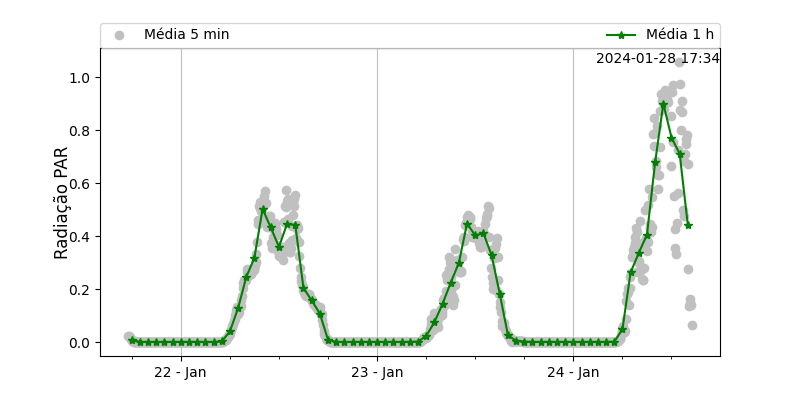 Média 5 min
Média 1 h
2024-01-28 17:34
Radiação PAR
1.0
0.8
0.6
0.4
0.2
0.0
22 - Jan
23 - Jan
24 - Jan